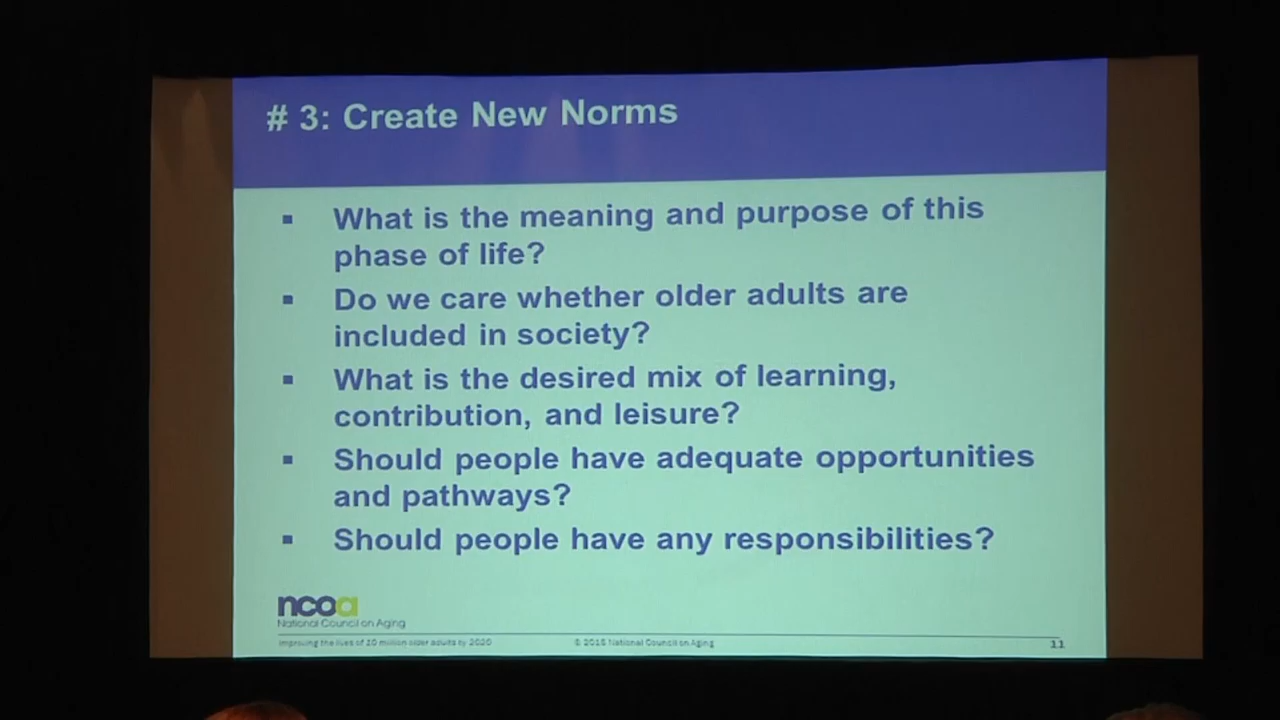 # 3: Create New Norms
▪ What is the meaning and purpose of this
phase of life?
▪ Do we care whether older adults are
included in society?
▪ What is the desired mix of learning,
contribution, and leisure?
▪ Should people have adequate opportunities
and pathways?
▪ Should people have any responsibilities?
ncoa
National Council on Aging
Improving the lives of 10 million older adults by 2020
© 2015 National Council on Aging
11